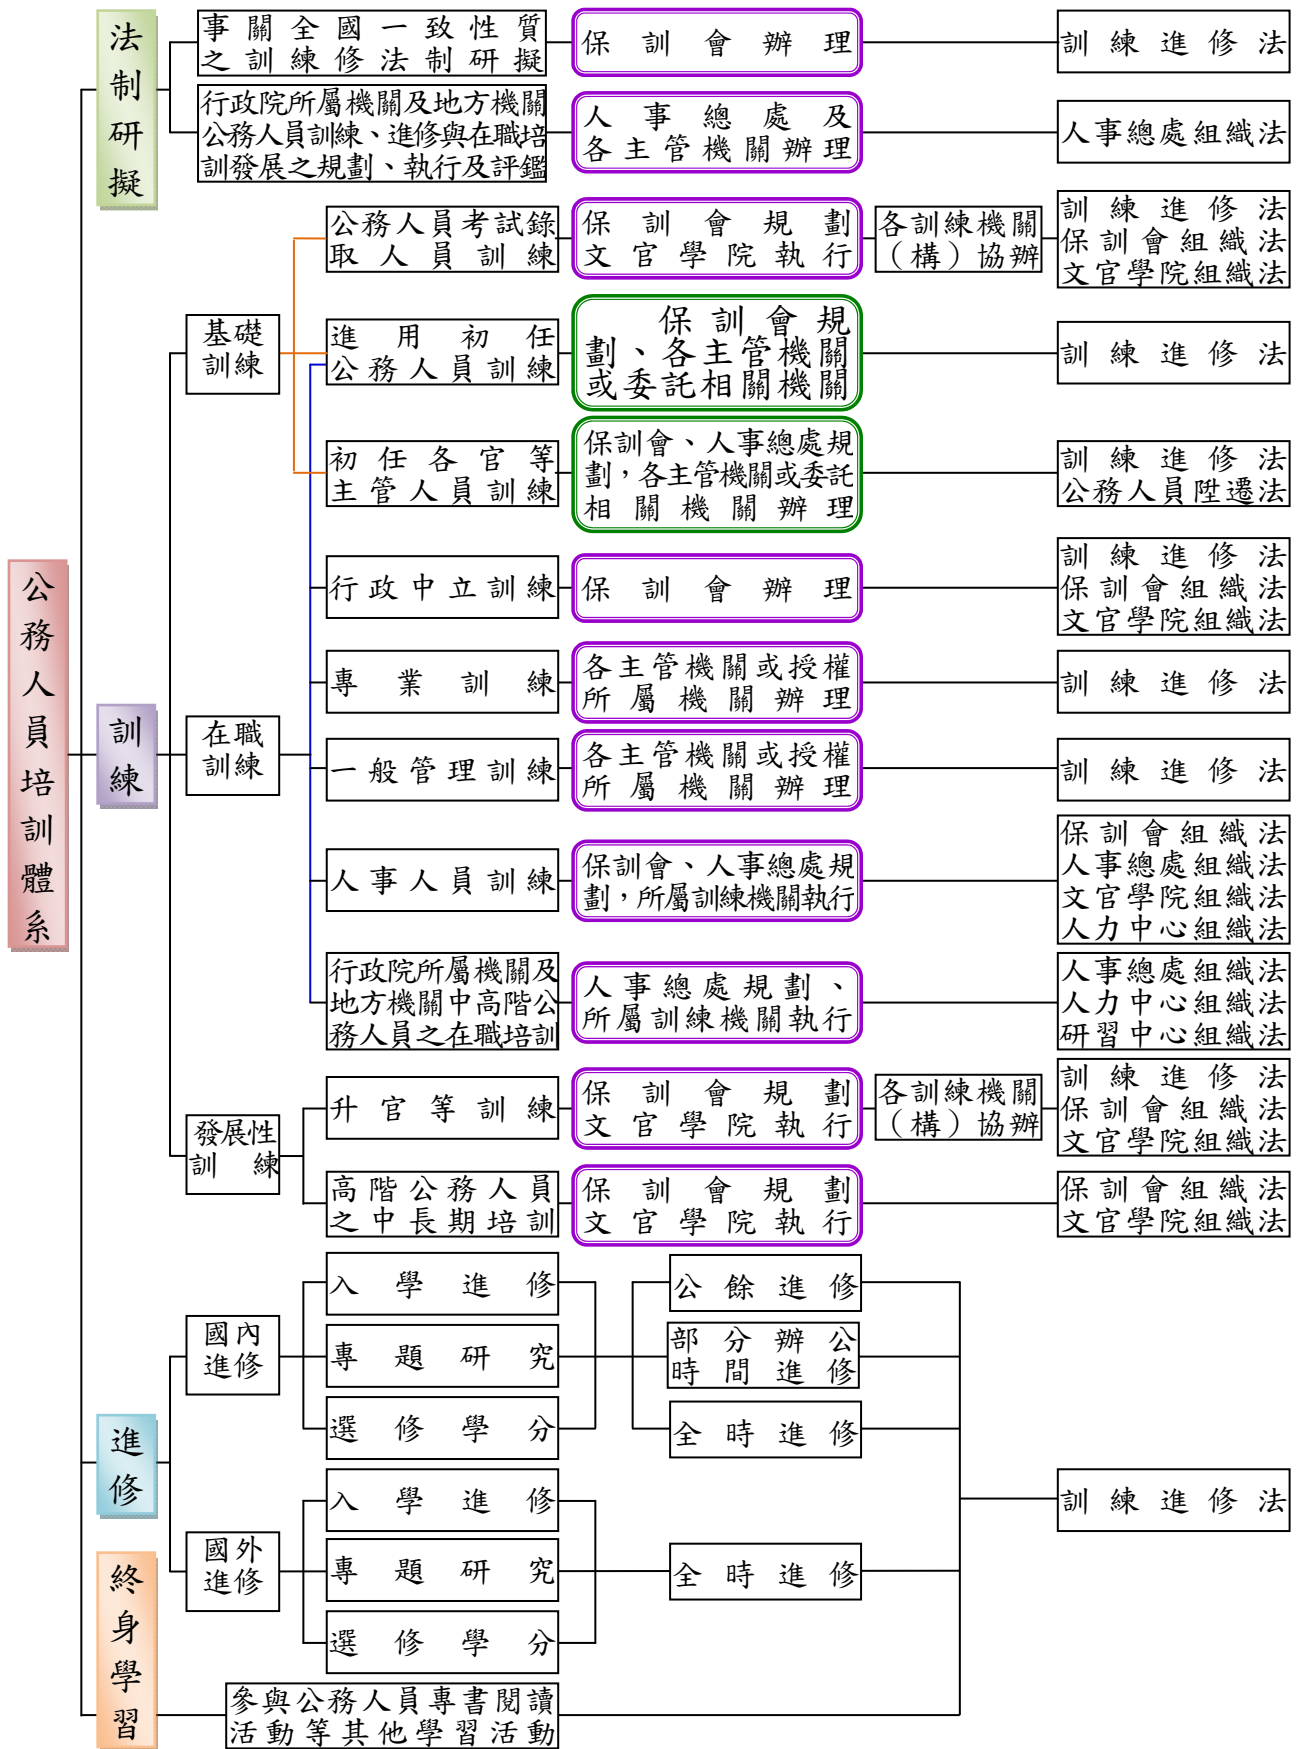 公務人員培訓體系
法制研擬
事關全國一致性質
之訓練修法制研擬
保訓會辦理
訓練進修法
行政院所屬機關及地方機關
公務人員訓練、進修與在職培
訓發展之規劃、執行及評鑑
人事總處及
各主管機關辦理
人事總處組織法
訓練
基礎
訓練
公務人員考試錄
取人員訓練
保訓會規劃
文官學院執行
各訓練機關
（構）協辦
訓練進修法
保訓會組織法
文官學院組織法
進用初任
公務人員訓練
保訓會規
劃、各主管機關
或委託相關機關
訓練進修法
初任各官等
主管人員訓練
保訓會、人事總處規
劃，各主管機關或委託
相關機關辦理
訓練進修法
公務人員陞遷法
在職
訓練
行政中立訓練
保訓會辦理
訓練進修法
保訓會組織法
文官學院組織法
專業訓練
各主管機關或授權
所屬機關辦理
訓練進修法
一般管理訓練
各主管機關或授權
所屬機關辦理
訓練進修法
人事人員訓練
保訓會、人事總處規
劃，所屬訓練機關執行
保訓會組織法
人事總處組織法
文官學院組織法
人力中心組織法
行政院所屬機關及
地方機關中高階公
務人員之在職培訓
人事總處規劃、
所屬訓練機關執行
人事總處組織法
人力中心組織法
研習中心組織法
發展性
訓練
升官等訓練
保訓會規劃
文官學院執行
各訓練機關
（構）協辦
訓練進修法
保訓會組織法
文官學院組織法
高階公務人員
之中長期培訓
保訓會規劃
文官學院執行
保訓會組織法
文官學院組織法
進修
國內
進修
入學進修
專題研究
選修學分
公餘進修
部分辦公
時間進修
全時進修
國外
進修
入學進修
專題研究
選修學分
全時進修
訓練進修法
終身學習
參與公務人員專書閱讀
活動等其他學習活動